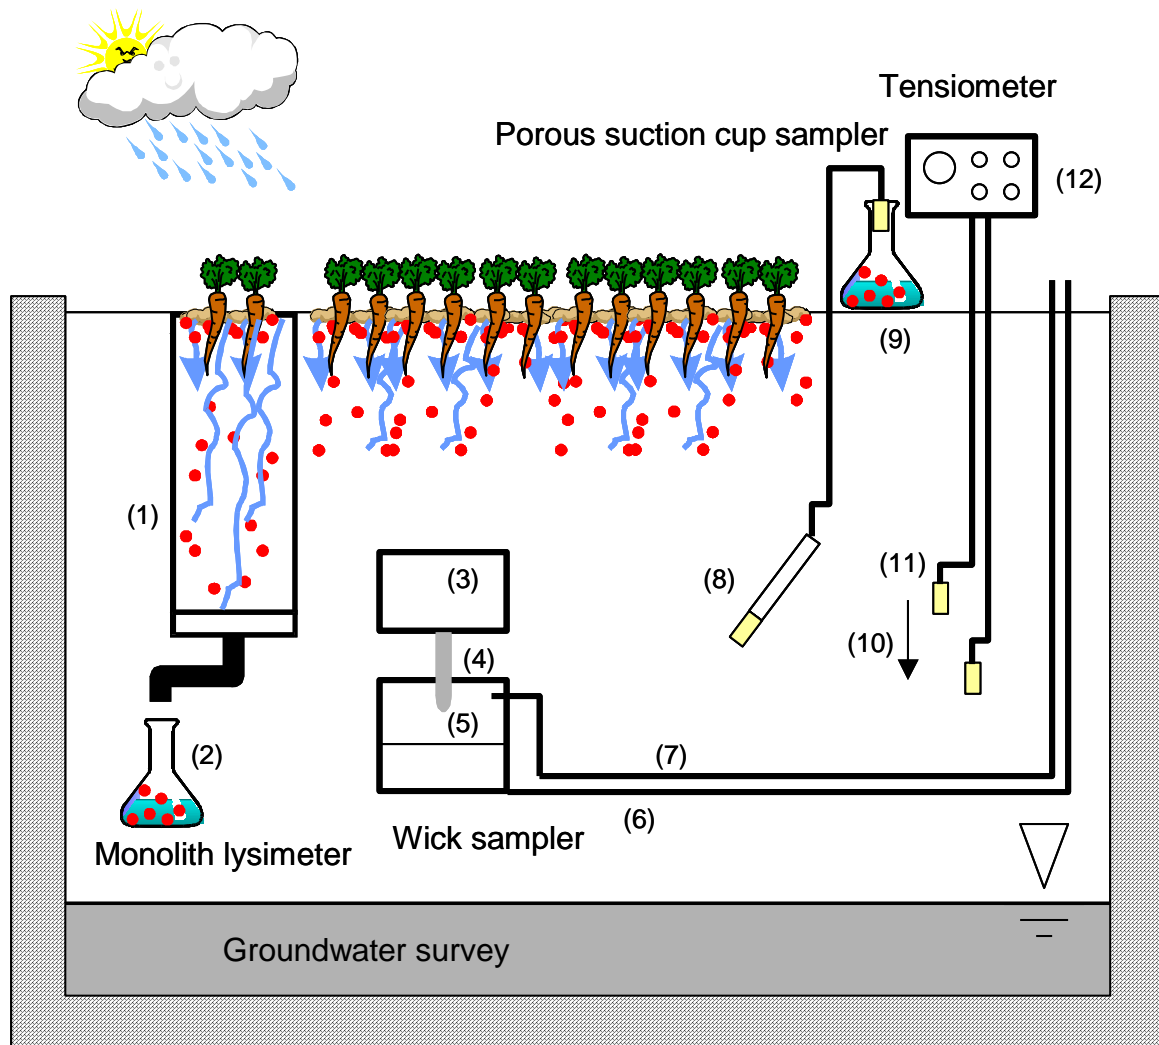 Tensiometer
Porous suction cup sampler
(12)
(9)
(1)
(3)
(8)
(11)
(4)
(10)
(5)
(2)
(7)
(6)
Wick sampler
Monolith lysimeter
Groundwater survey